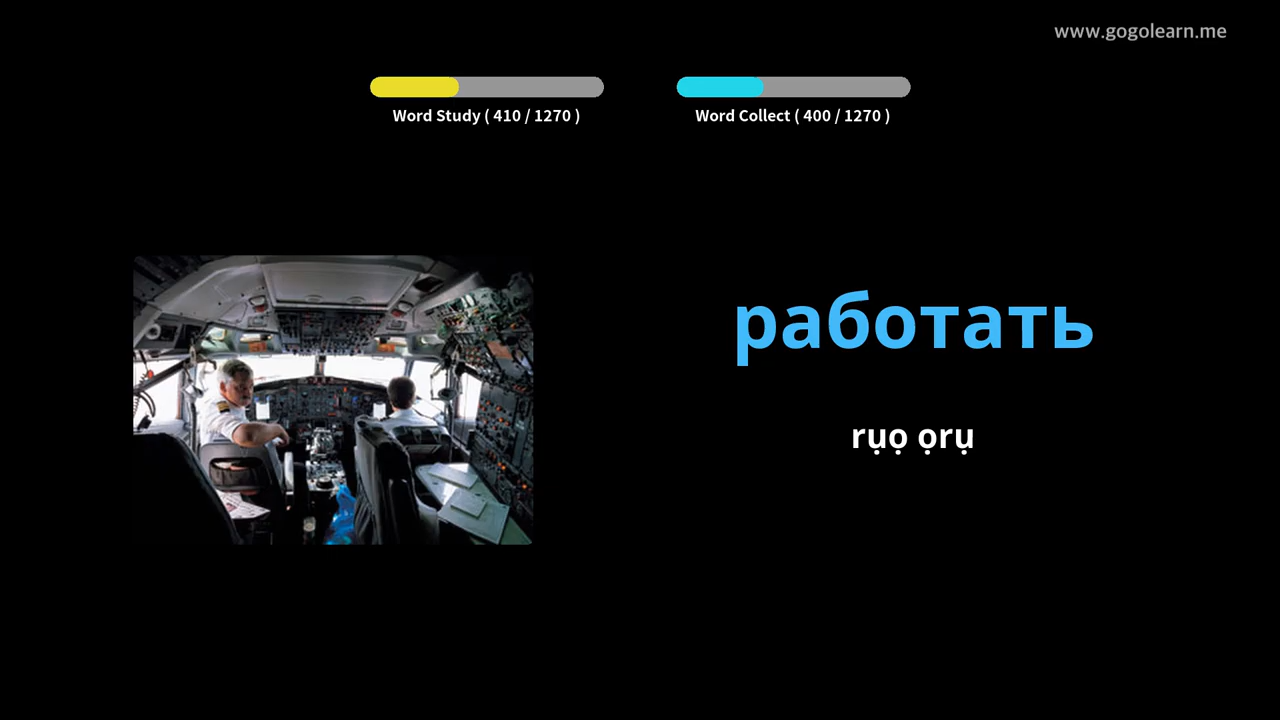 www.gogolearn.me
Word Study ( 410 / 1270 )
Word Collect ( 400 / 1270 )
работать
rụọ ọrụ